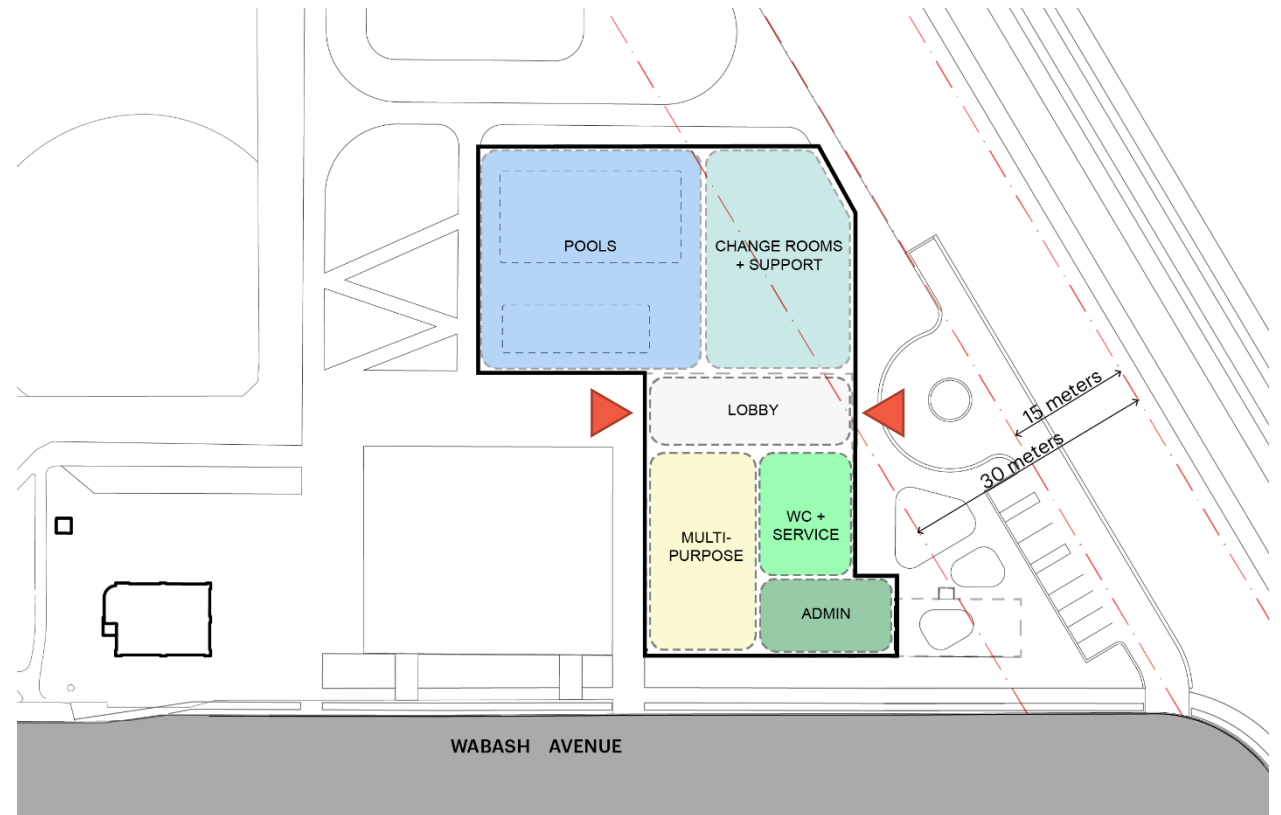 POOLS
CHANGE ROOMS
+ SUPPORT
LOBBY
15 meters
30 meters
MULTI-
PURPOSE
WC +
SERVICE
ADMIN
WABASH AVENUE